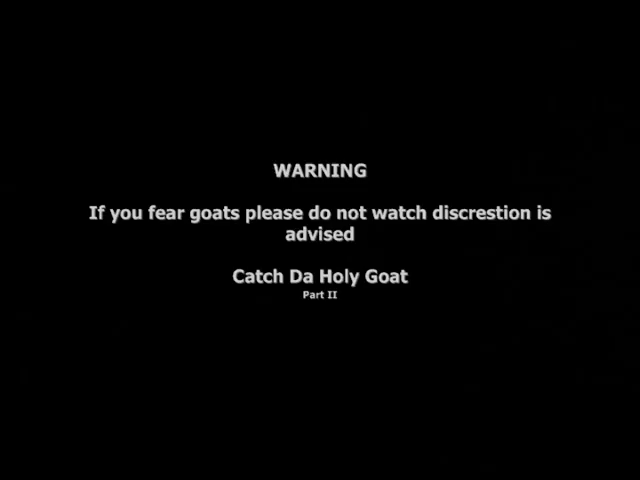 WARNING
If you fear goats please do not watch discrestion is
advised
Catch Da Holy Goat
Part II